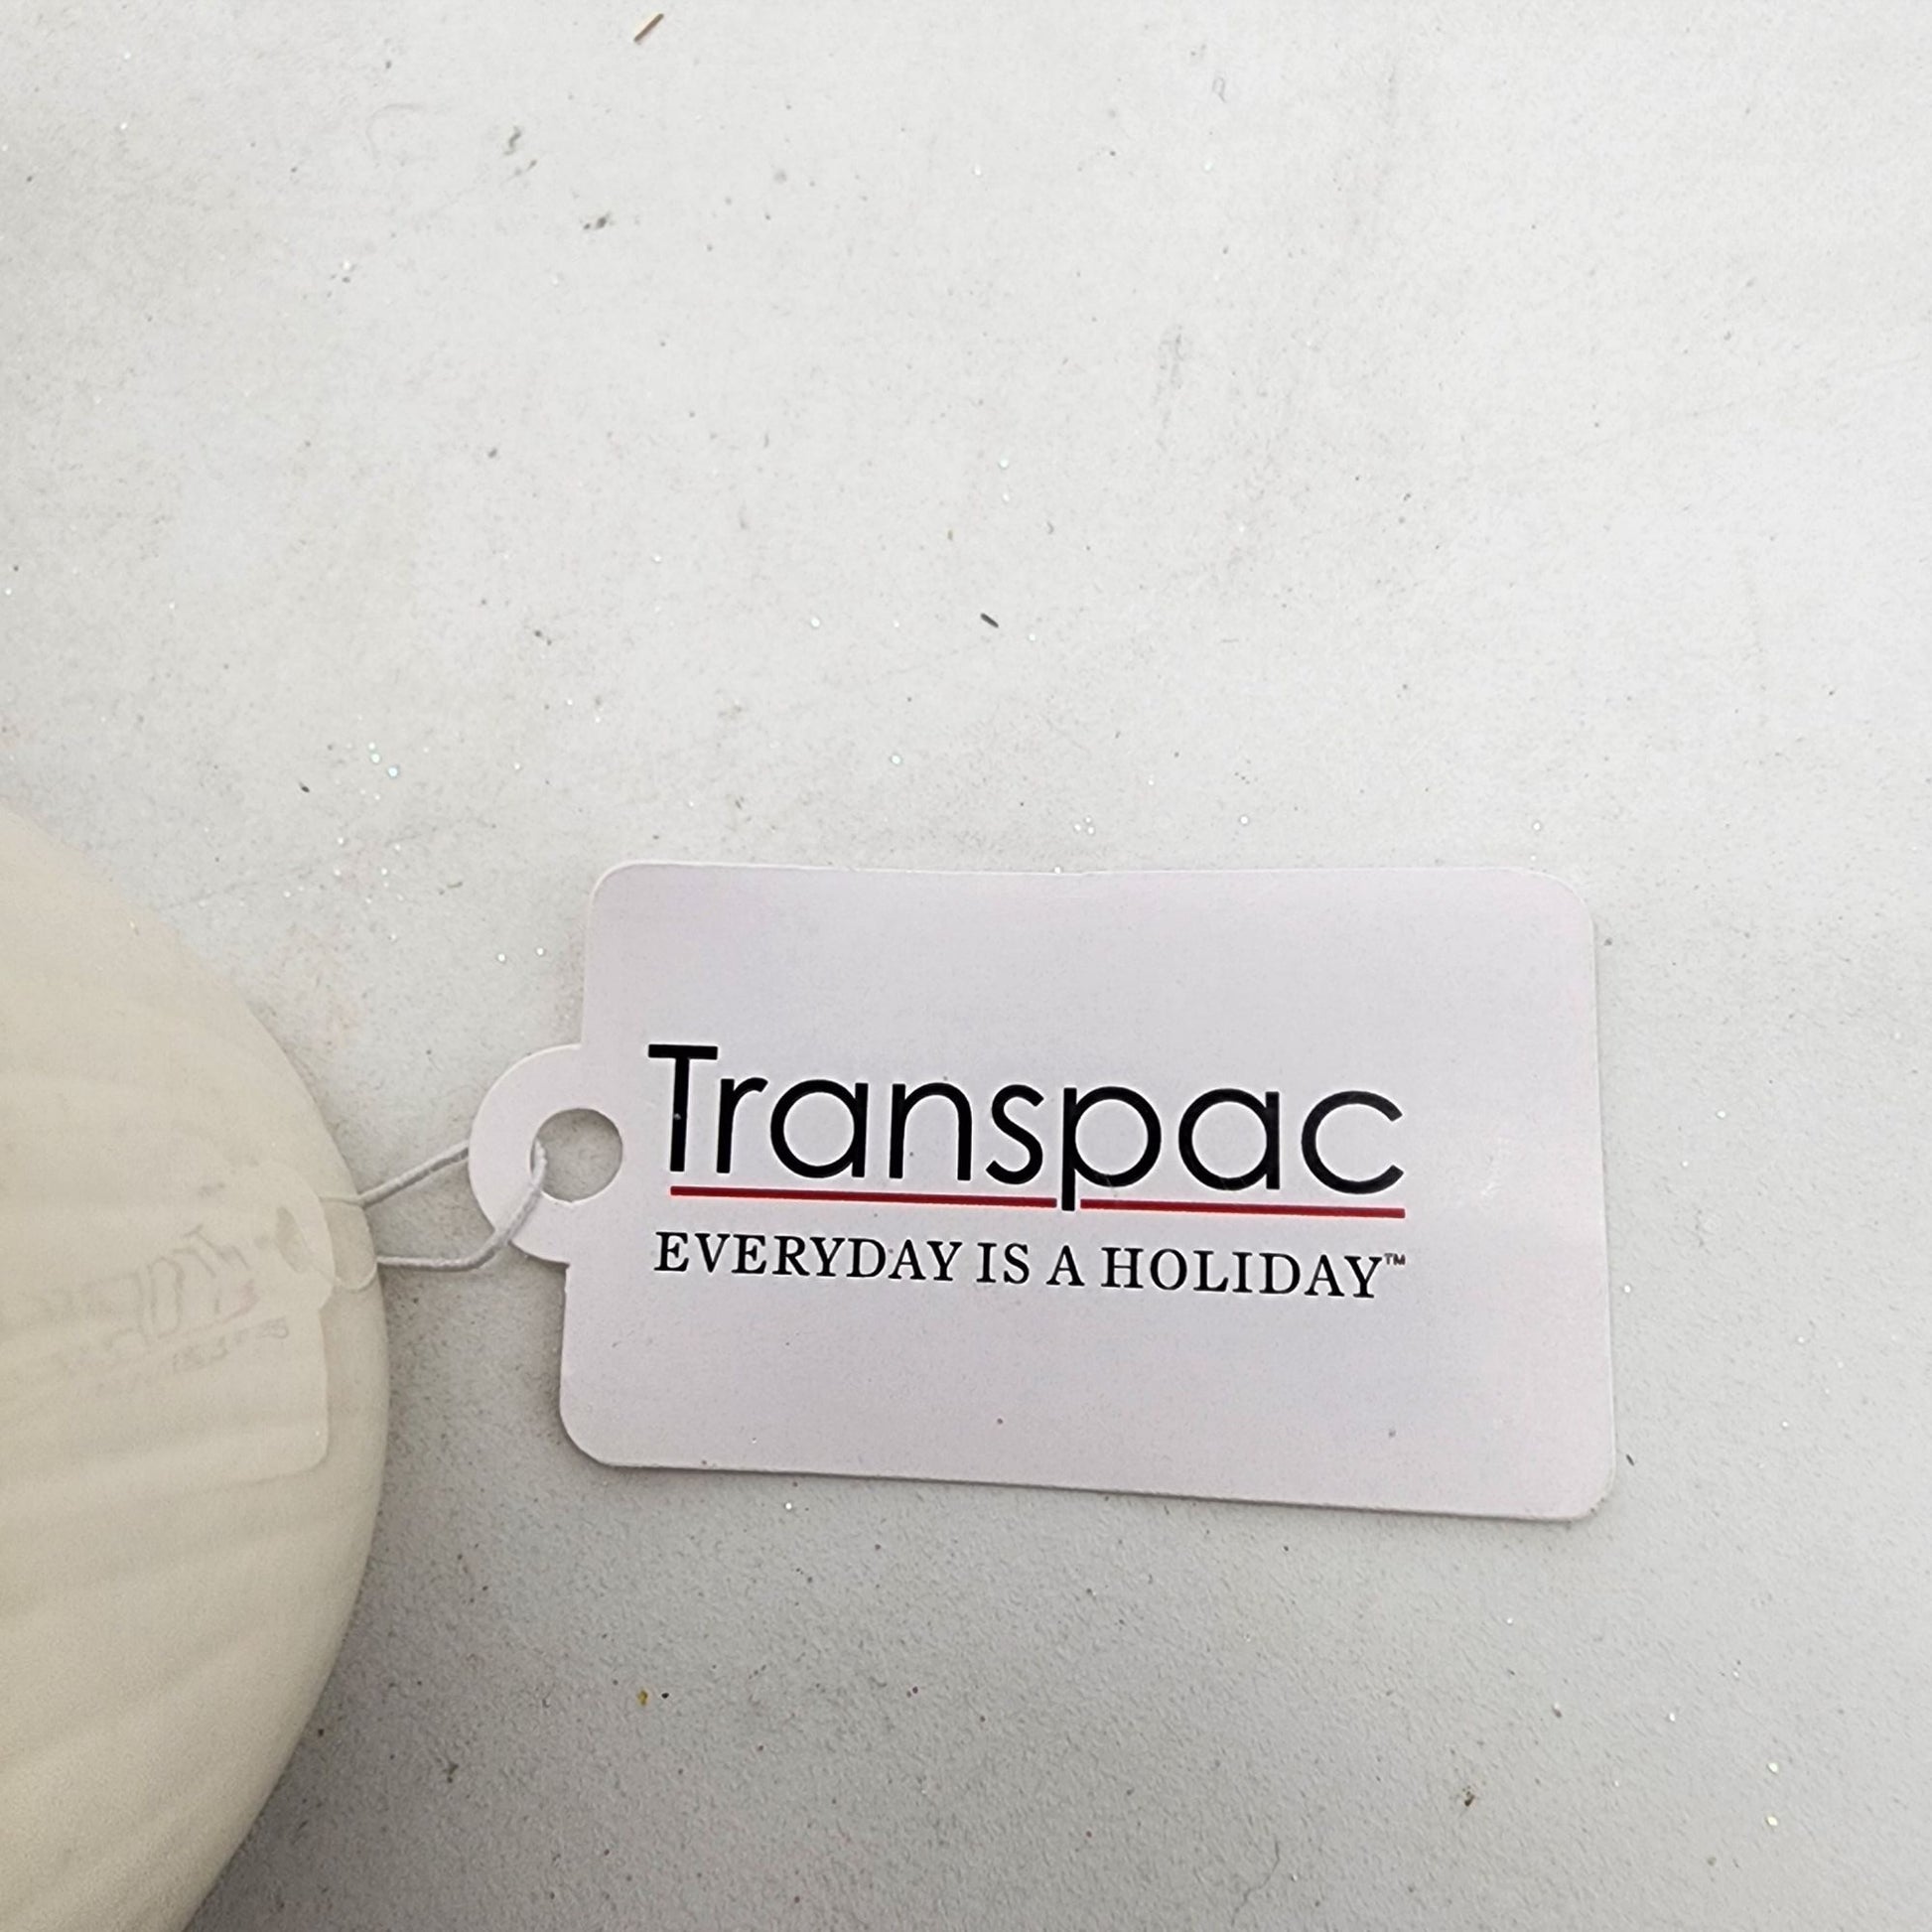 Transpac
EVERYDAY IS A HOLIDAY™